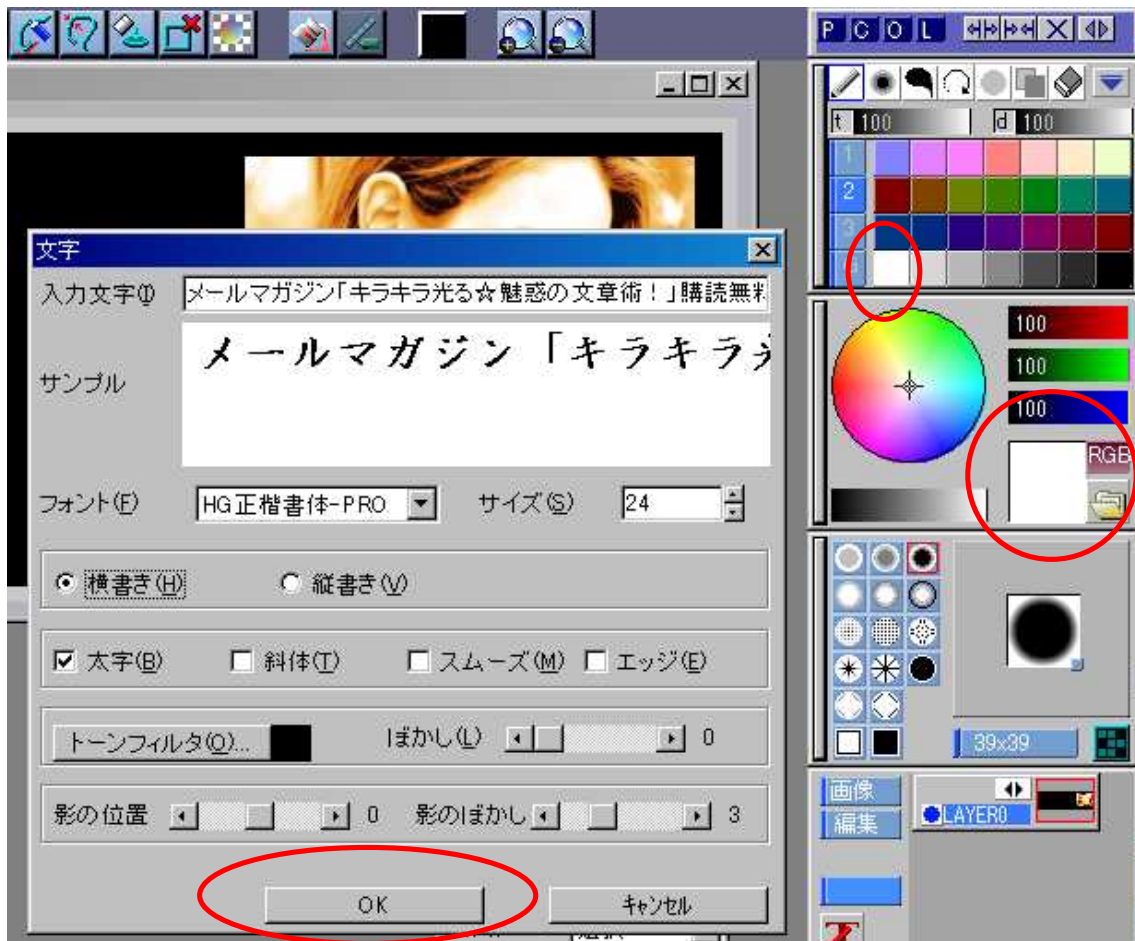 P C O L
t 100 d 100
1
2
3
文字
入力文字(I) メールマガジン「キラキラ光る☆魅惑の文章術！」購読無料
サンプル メールマガジン「キラキラ
フォント(F) HG正楷書体-PRO サイズ(S) 24
横書き(H) 縦書き(V)
太字(B) 斜体(T) スムーズ(M) エッジ(E)
トーンフィルタ(O)... ぼかし(L) 0
影の位置 0 影のぼかし 3
OK キャンセル
100
100
100
RGB
39x39
画像
編集
LAYER0